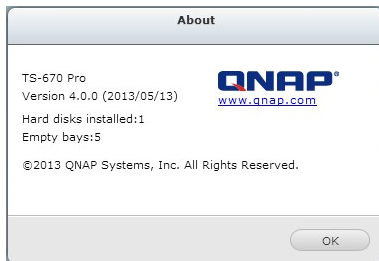 About
TS-670 Pro
Version 4.0.0 (2013/05/13)
QNAP
www.qnap.com
Hard disks installed:1
Empty bays:5
©2013 QNAP Systems, Inc. All Rights Reserved.
OK